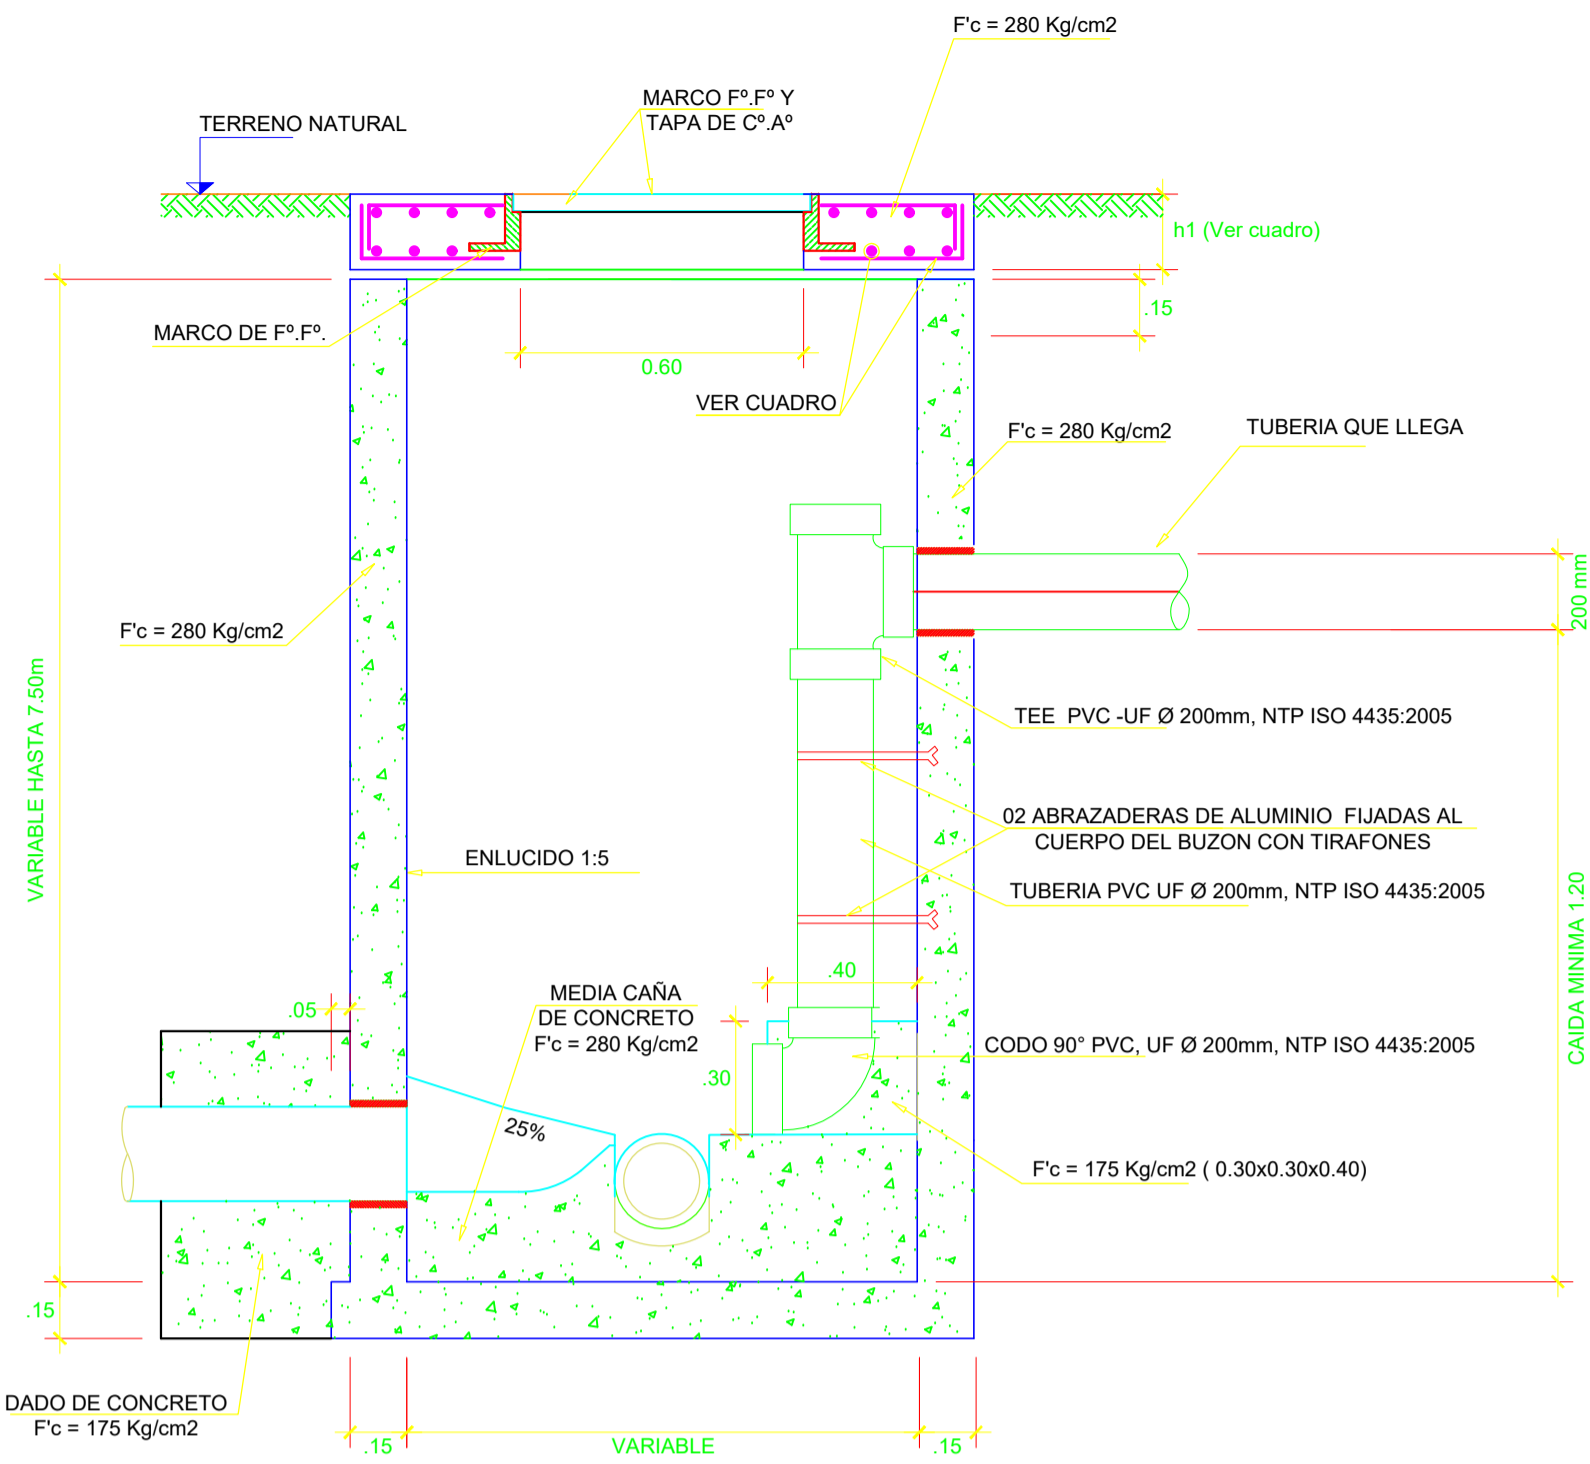 F'c = 280 Kg/cm2
MARCO Fº.Fº Y
TAPA DE Cº.Aº
TERRENO NATURAL
h1 (Ver cuadro)
.15
MARCO DE Fº.Fº.
0.60
VER CUADRO
F'c = 280 Kg/cm2
TUBERIA QUE LLEGA
200 mm
F'c = 280 Kg/cm2
VARIABLE HASTA 7.50m
TEE  PVC -UF Ø 200mm, NTP ISO 4435:2005
02 ABRAZADERAS DE ALUMINIO  FIJADAS AL
CUERPO DEL BUZON CON TIRAFONES
ENLUCIDO 1:5
TUBERIA PVC UF Ø 200mm, NTP ISO 4435:2005
CAIDA MINIMA 1.20
.40
.05
MEDIA CAÑA
DE CONCRETO
F'c = 280 Kg/cm2
CODO 90° PVC, UF Ø 200mm, NTP ISO 4435:2005
.30
25%
F'c = 175 Kg/cm2 ( 0.30x0.30x0.40)
.15
DADO DE CONCRETO
F'c = 175 Kg/cm2
.15
VARIABLE
.15